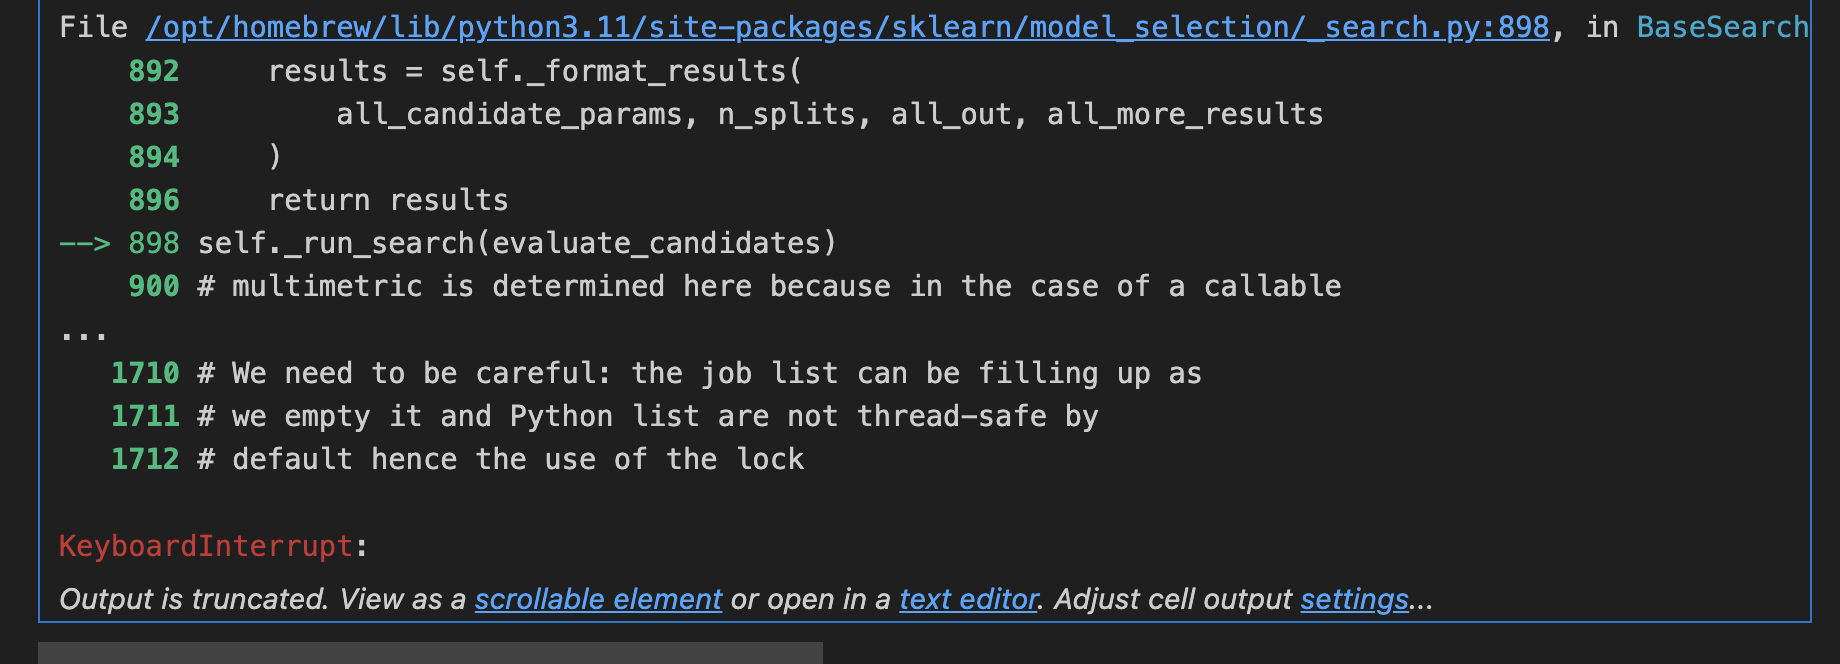 File /opt/homebrew/lib/python3.11/site-packages/sklearn/model_selection/_search.py:898, in BaseSearch
892     results = self._format_results(
893         all_candidate_params, n_splits, all_out, all_more_results
894     )
896     return results
--> 898 self._run_search(evaluate_candidates)
900 # multimetric is determined here because in the case of a callable
...
1710 # We need to be careful: the job list can be filling up as
1711 # we empty it and Python list are not thread-safe by
1712 # default hence the use of the lock
KeyboardInterrupt:
Output is truncated. View as a scrollable element or open in a text editor. Adjust cell output settings...